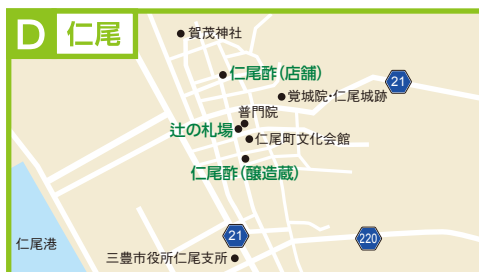 D 仁尾
賀茂神社
仁尾酢(店舗)
21
覚城院・仁尾城跡
普門院
辻の札場
仁尾町文化会館
仁尾酢(醸造蔵)
仁尾港
21
220
三豊市役所仁尾支所